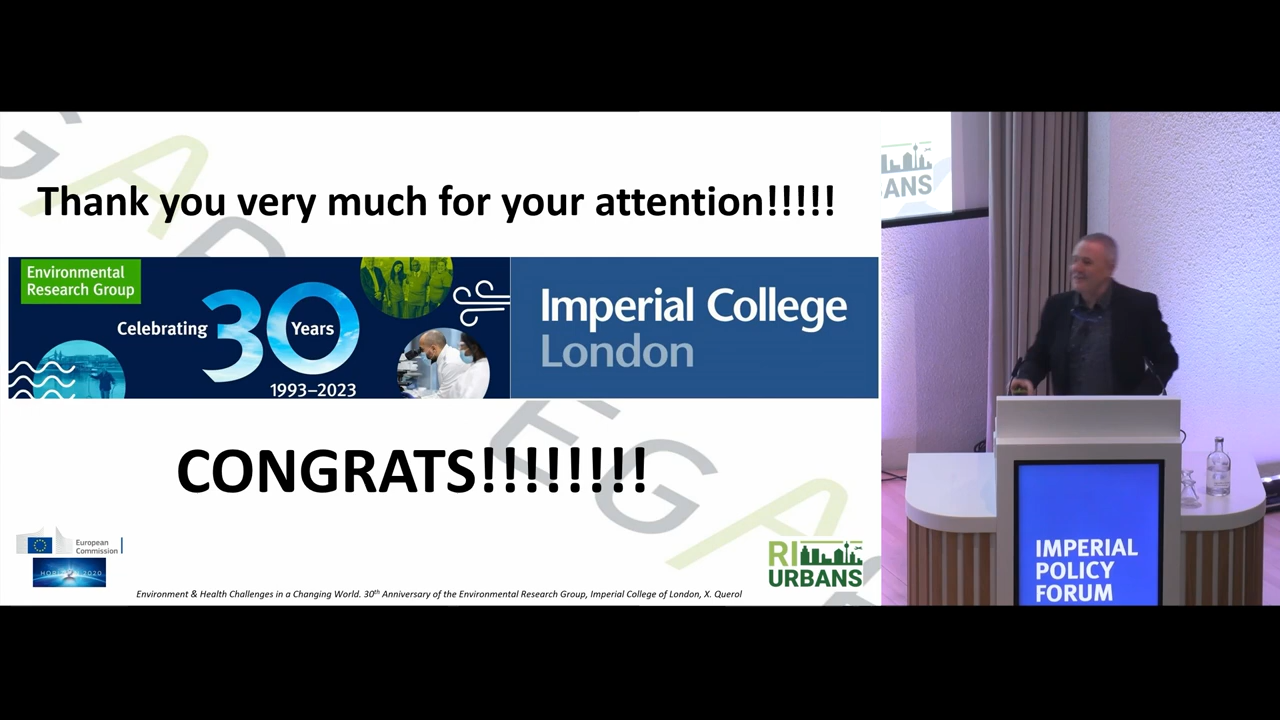 Thank you very much for your attention!!!!!
Environmental
Research Group
Celebrating 30 Years
1993–2023
Imperial College
London
CONGRATS!!!!!!!!
European
Commission
HORIZON 2020
RI
URBANS
Environment & Health Challenges in a Changing World. 30th Anniversary of the Environmental Research Group, Imperial College of London, X. Querol
BANS
IMPERIAL
POLICY
FORUM